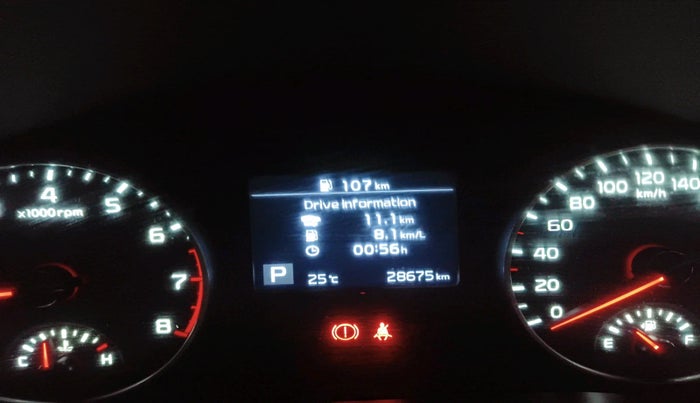 107 km
Drive Information
11.1 km
8.1 km/L
00:56 h
P 25°C 28675 km
4 5 6 7 8
x1000rpm
C H
0 20 40 60 80 100 120 140
km/h
E F